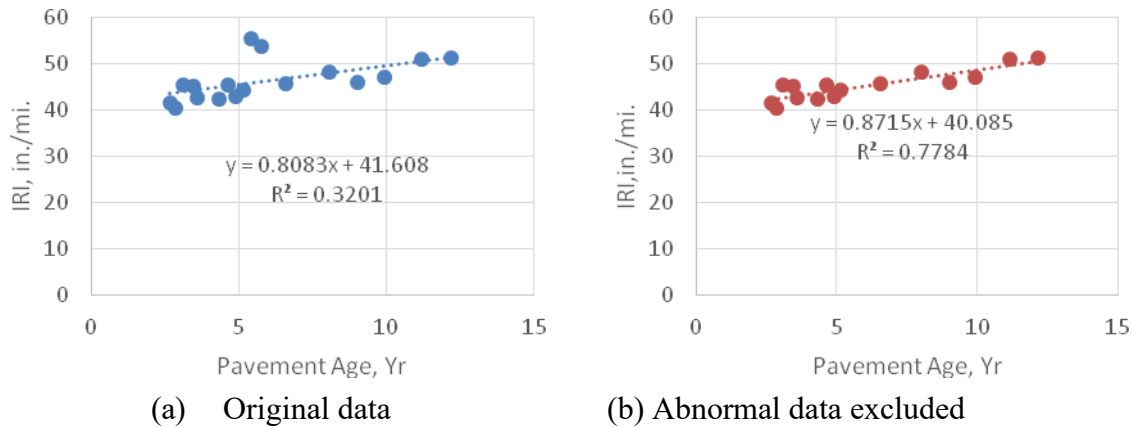 60
50
40
30
20
10
0
IRI, in./mi.
y = 0.8083x + 41.608
R² = 0.3201
0 5 10 15
Pavement Age, Yr
(a) Original data
60
50
40
30
20
10
0
IRI,in./mi.
y = 0.8715x + 40.085
R² = 0.7784
0 5 10 15
Pavement Age, Yr
(b) Abnormal data excluded